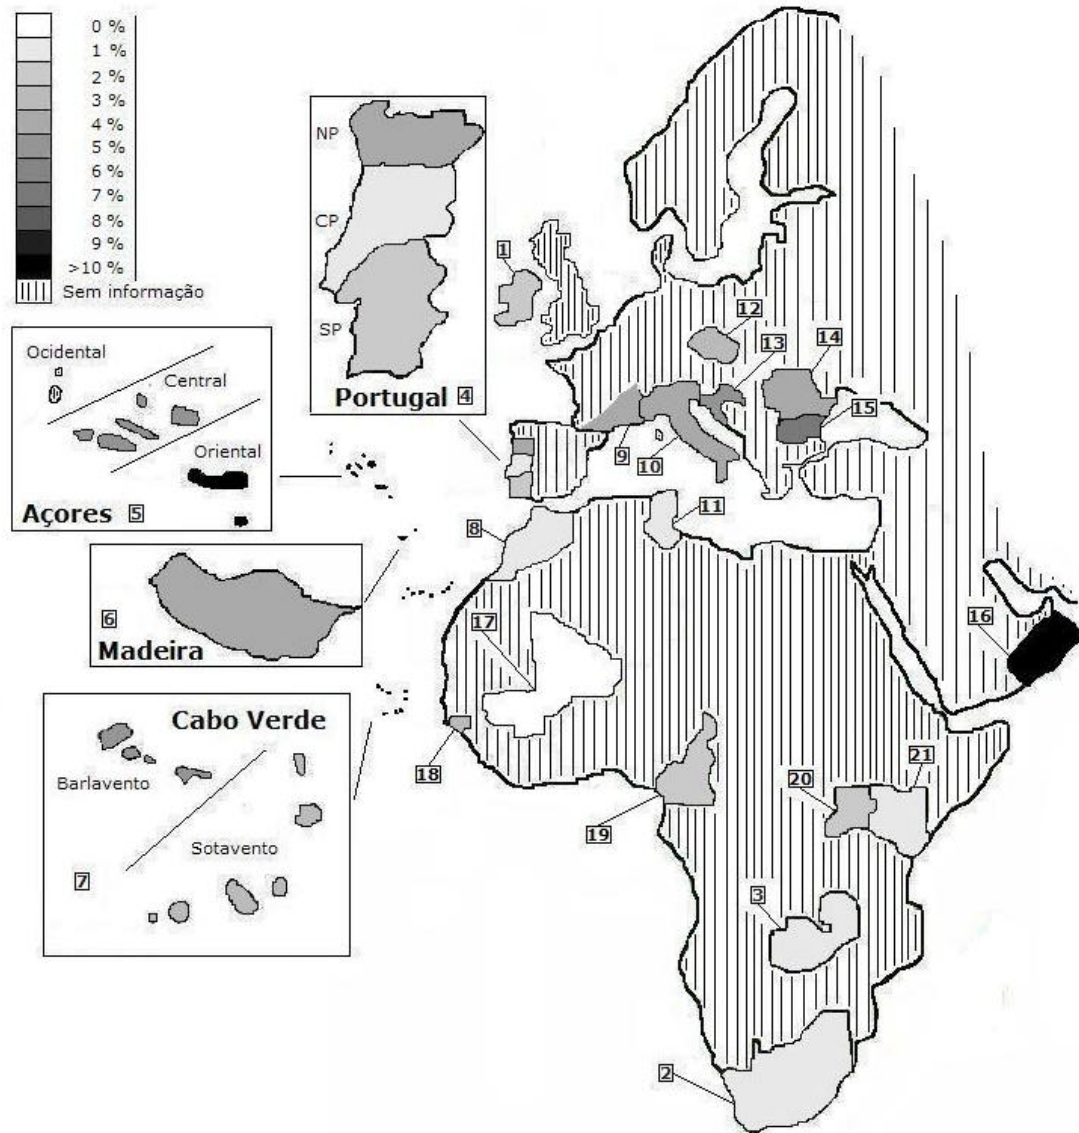 0 %
1 %
2 %
3 %
4 %
5 %
6 %
7 %
8 %
9 %
>10 %
Sem informação
NP
CP
SP
Portugal 4
Ocidental
Central
Oriental
Açores 5
6
Madeira
Cabo Verde
Barlavento
Sotavento
7
1
12
13
14
15
9
10
8
11
16
17
18
19
20
21
3
2